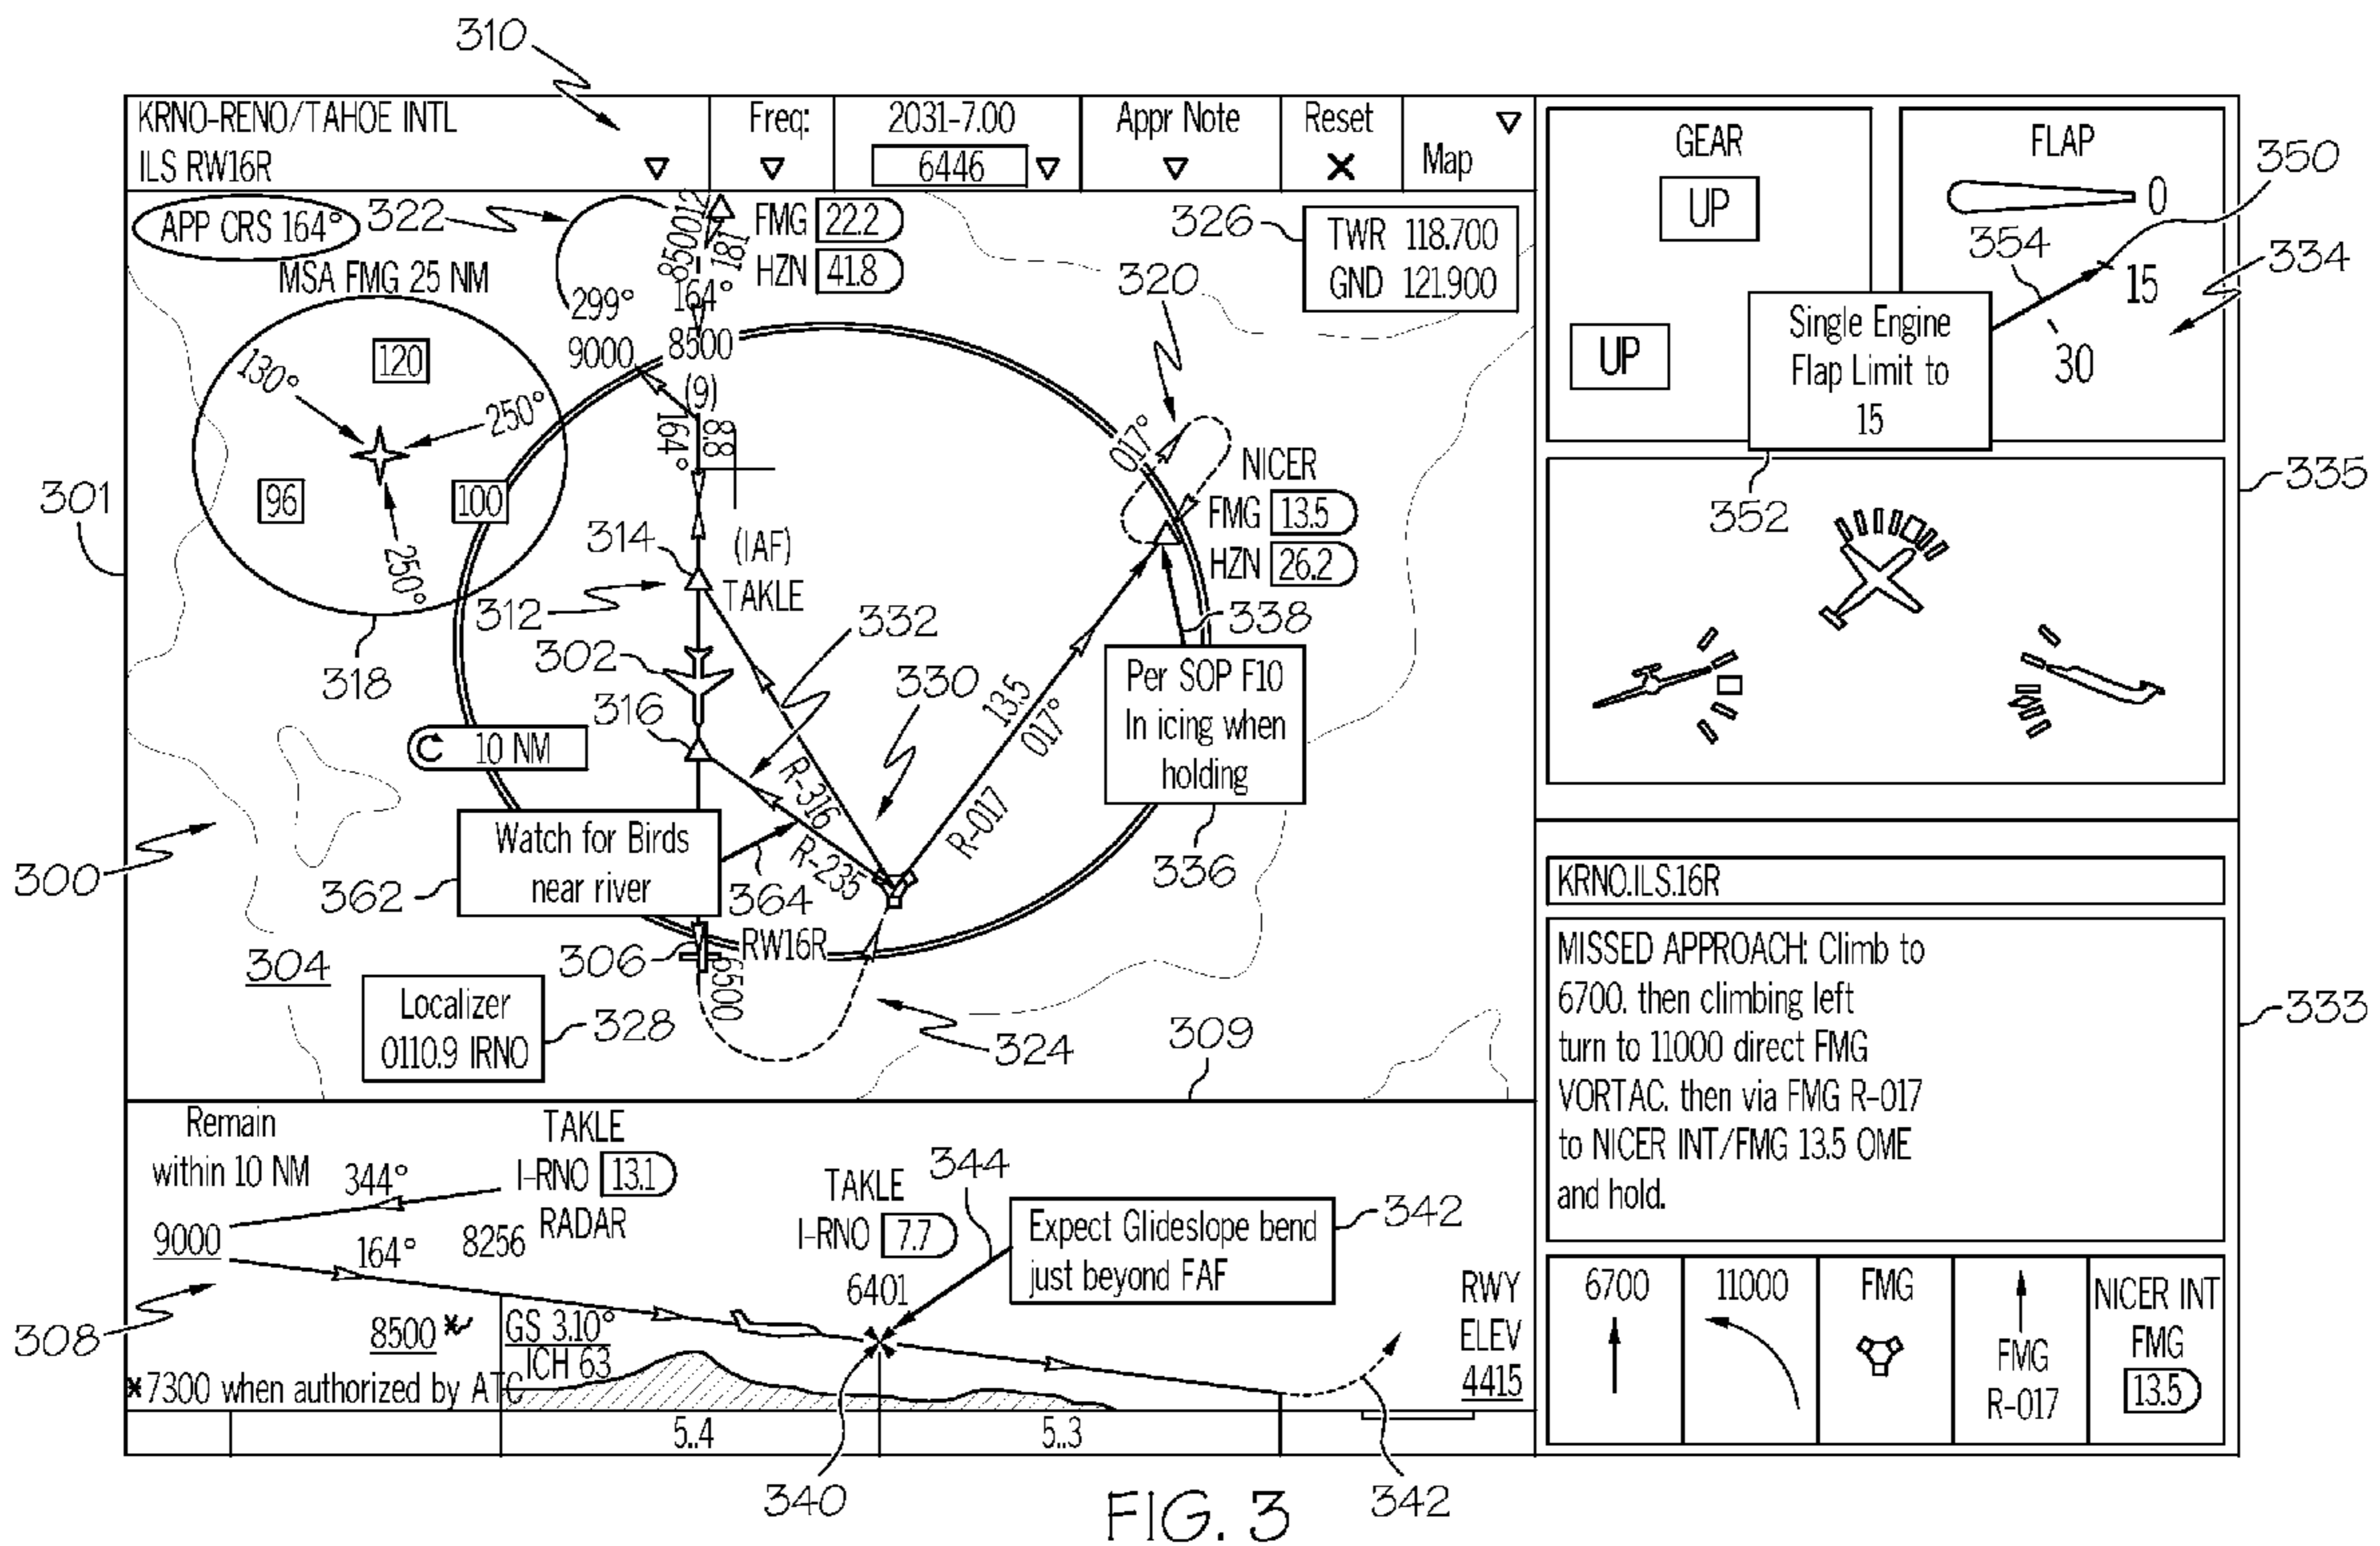 310
KRNO-RENO/TAHOE INTL
ILS RW16R
Freq:
2031-7.00
6446
Appr Note
Reset
Map
APP CRS 164°
322
MSA FMG 25 NM
130°
120
250°
96
100
250°
318
850012
181
164°
FMG 22.2
HZN 41.8
299°
9000
8500
(9)
164°
8.8
326
TWR 118.700
GND 121.900
320
017°
NICER
FMG 13.5
HZN 26.2
314
(IAF)
TAKLE
312
302
332
330
316
338
Per SOP F10
In icing when
holding
336
13.5
017°
R-017
R-316
R-235
10 NM
Watch for Birds
near river
362
364
301
300
304
306
RW16R
6500
Localizer
0110.9 IRNO
328
324
309
Remain
within 10 NM
344°
9000
164°
TAKLE
I-RNO 13.1
RADAR
8256
TAKLE
I-RNO 7.7
6401
344
Expect Glideslope bend
just beyond FAF
342
308
8500
GS 3.10°
ICH 63
*7300 when authorized by ATC
RWY
ELEV
4415
5..4
5..3
340
342
GEAR
UP
UP
FLAP
0
15
30
350
354
334
Single Engine
Flap Limit to
15
352
335
KRNO.ILS.16R
MISSED APPROACH: Climb to
6700. then climbing left
turn to 11000 direct FMG
VORTAC. then via FMG R-017
to NICER INT/FMG 13.5 OME
and hold.
333
6700
11000
FMG
FMG
R-017
NICER INT
FMG
13.5
FIG. 3